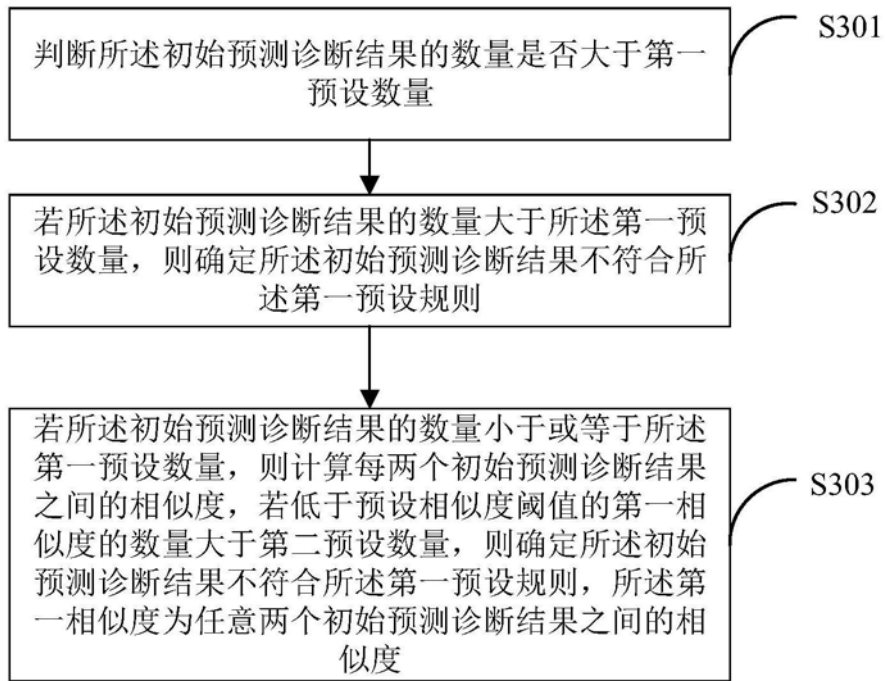 判断所述初始预测诊断结果的数量是否大于第一
预设数量
S301
若所述初始预测诊断结果的数量大于所述第一预
设数量，则确定所述初始预测诊断结果不符合所
述第一预设规则
S302
若所述初始预测诊断结果的数量小于或等于所述
第一预设数量，则计算每两个初始预测诊断结果
之间的相似度，若低于预设相似度阈值的第一相
似度的数量大于第二预设数量，则确定所述初始
预测诊断结果不符合所述第一预设规则，所述第
一相似度为任意两个初始预测诊断结果之间的相
似度
S303